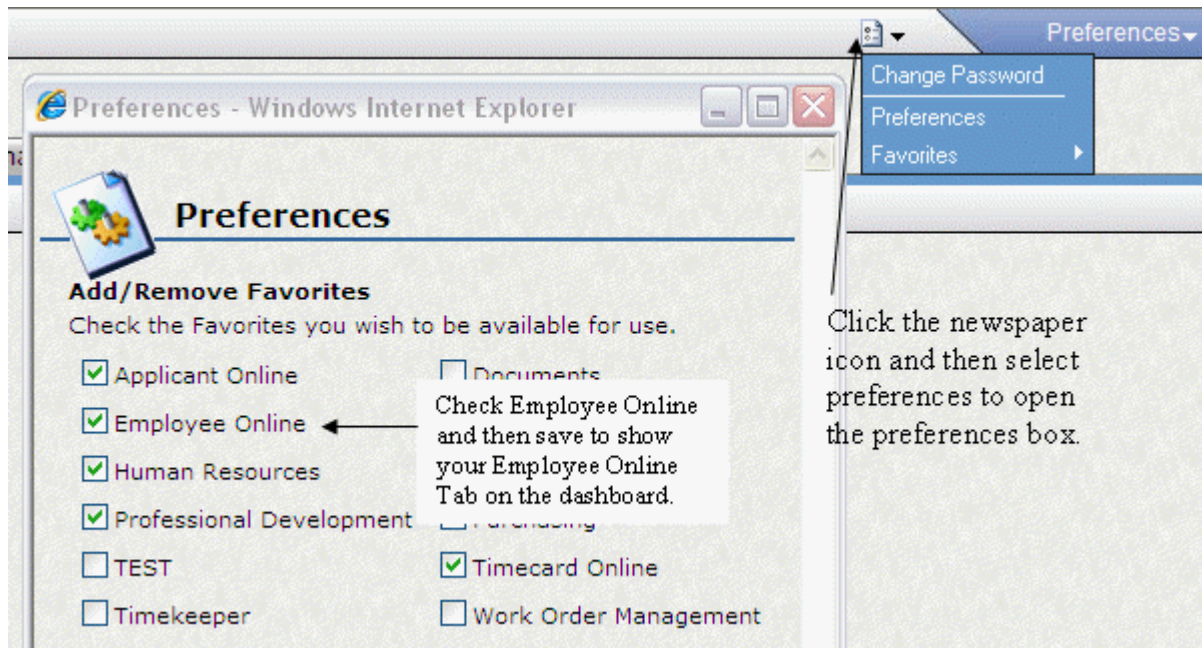 Preferences
Change Password
Preferences
Favorites
Preferences - Windows Internet Explorer
Preferences
Add/Remove Favorites
Check the Favorites you wish to be available for use.
Applicant Online
Documents
Employee Online
Human Resources
Professional Development
Purchasing
TEST
Timecard Online
Timekeeper
Work Order Management
Check Employee Online
and then save to show
your Employee Online
Tab on the dashboard.
Click the newspaper
icon and then select
preferences to open
the preferences box.